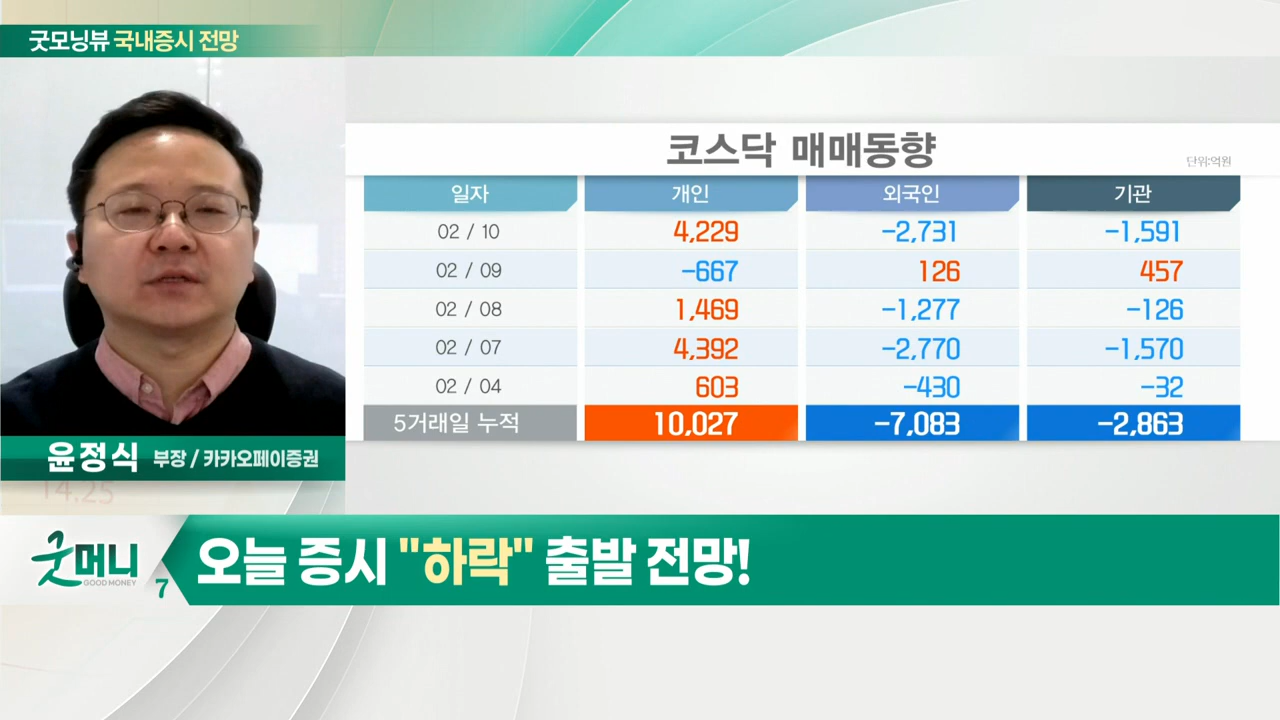 굿모닝뷰 국내증시 전망
코스닥 매매동향
단위:억원
일자 개인 외국인 기관
02 / 10 4,229 -2,731 -1,591
02 / 09 -667 126 457
02 / 08 1,469 -1,277 -126
02 / 07 4,392 -2,770 -1,570
02 / 04 603 -430 -32
5거래일 누적 10,027 -7,083 -2,863
윤정식 부장 / 카카오페이증권
14.25
굿머니
GOOD MONEY
7
오늘 증시 "하락" 출발 전망!